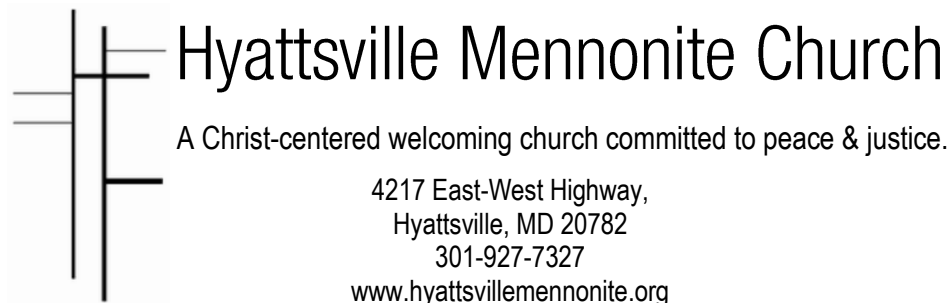 Hyattsville Mennonite Church
A Christ-centered welcoming church committed to peace & justice.
4217 East-West Highway,
Hyattsville, MD 20782
301-927-7327
www.hyattsvillemennonite.org